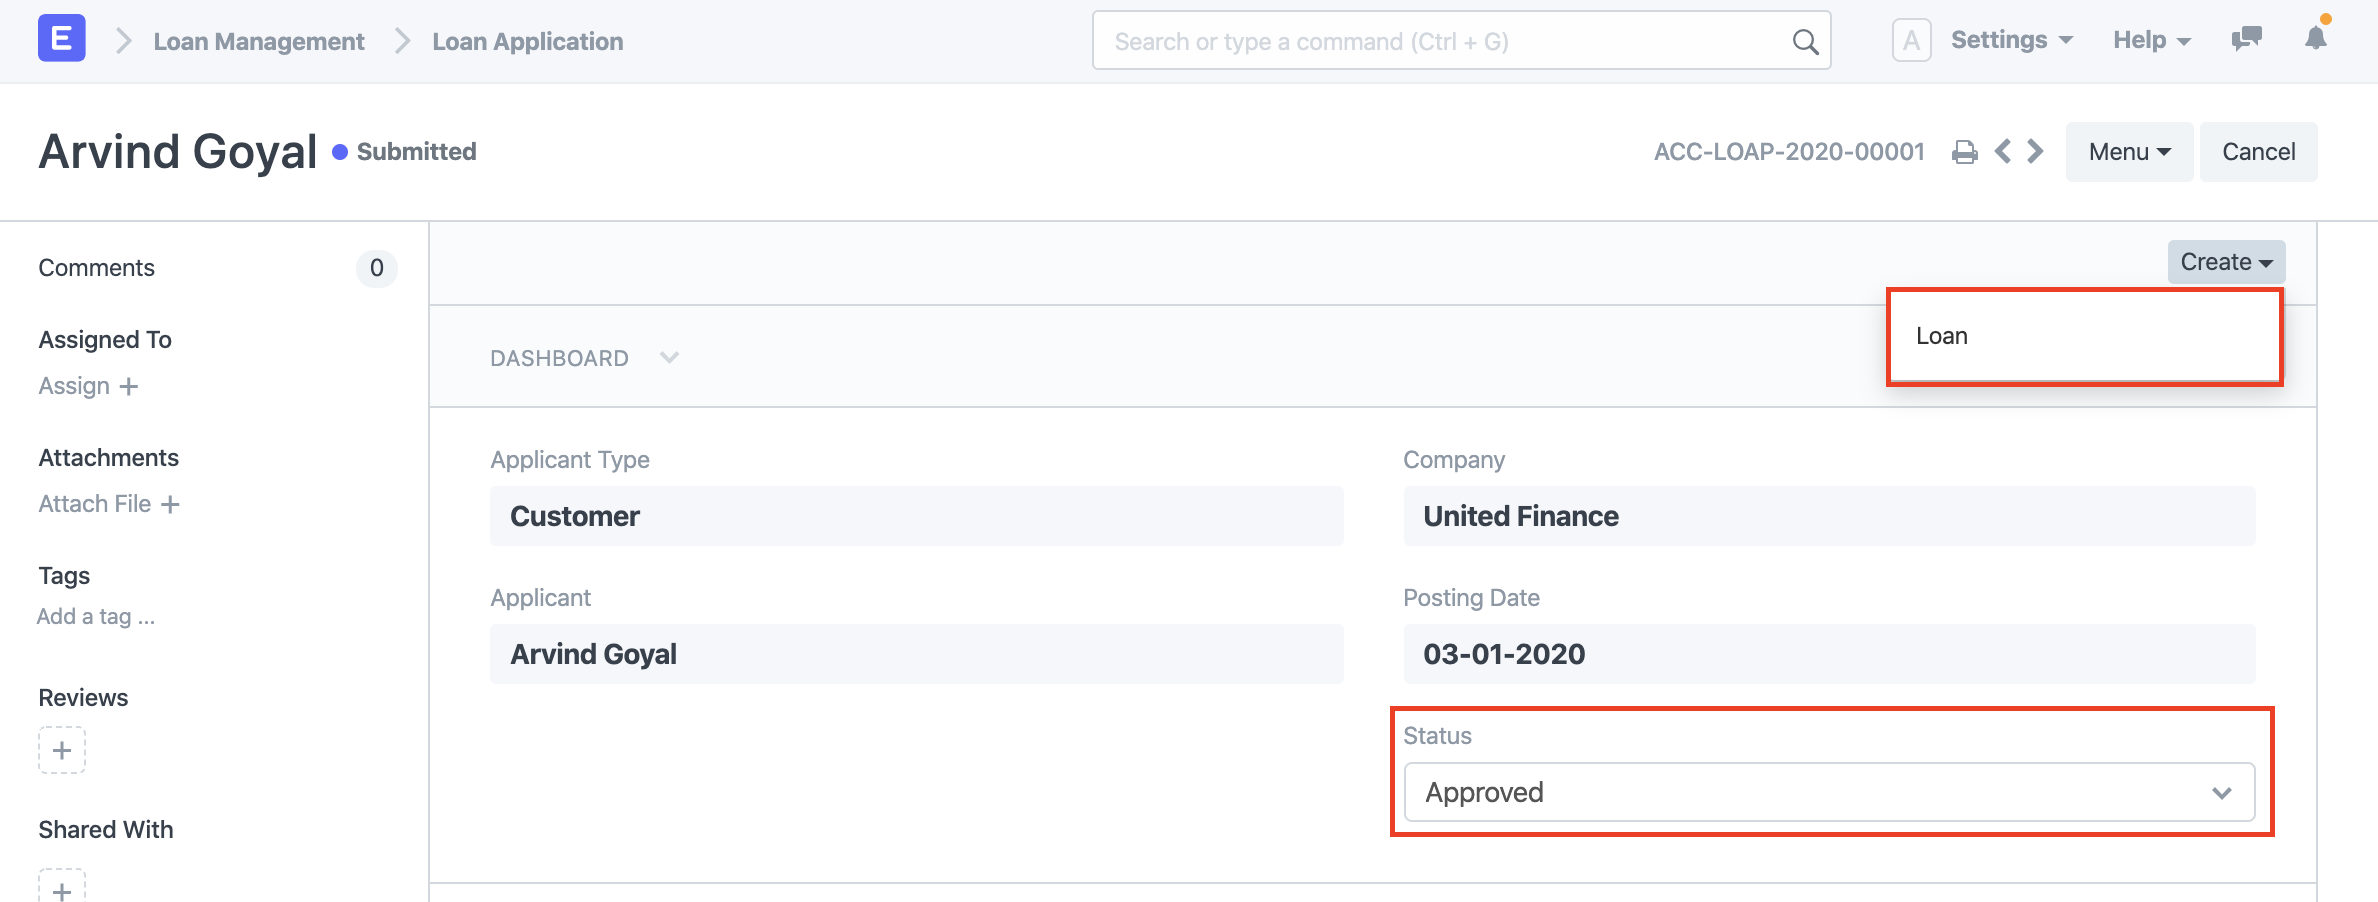 E
Loan Management
Loan Application
Search or type a command (Ctrl + G)
A
Settings
Help
Arvind Goyal
Submitted
ACC-LOAP-2020-00001
Menu
Cancel
Comments
0
Create
Loan
Assigned To
Assign +
DASHBOARD
Attachments
Attach File +
Tags
Add a tag ...
Reviews
+
Shared With
+
Applicant Type
Customer
Company
United Finance
Applicant
Arvind Goyal
Posting Date
03-01-2020
Status
Approved